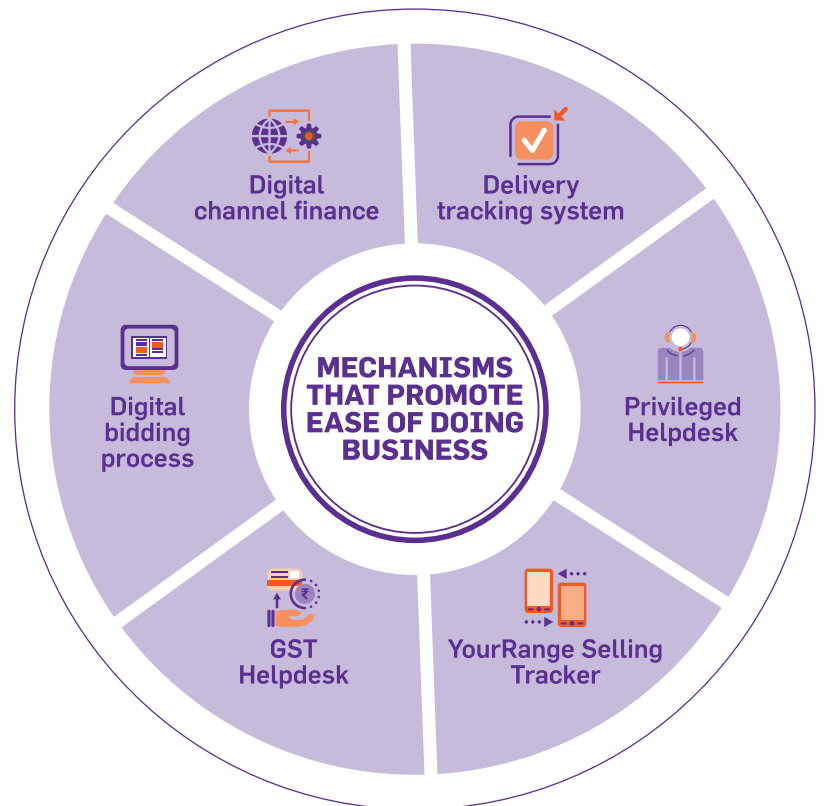 MECHANISMS
THAT PROMOTE
EASE OF DOING
BUSINESS
Delivery
tracking system
Privileged
Helpdesk
YourRange Selling
Tracker
GST
Helpdesk
₹
Digital
bidding
process
Digital
channel finance